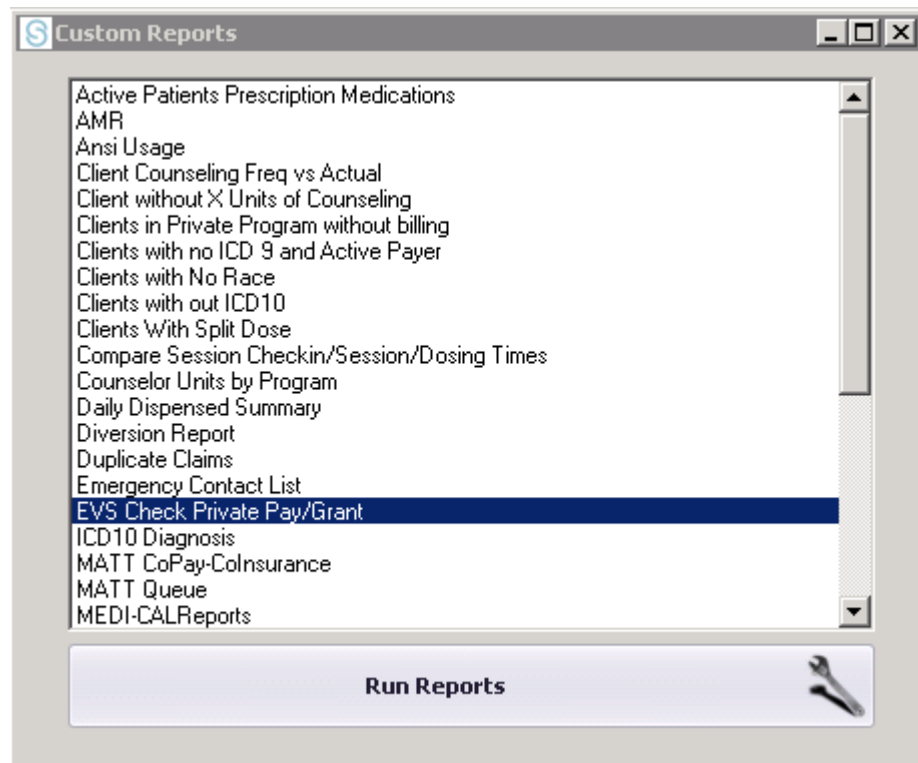 S Custom Reports
Active Patients Prescription Medications
AMR
Ansi Usage
Client Counseling Freq vs Actual
Client without X Units of Counseling
Clients in Private Program without billing
Clients with no ICD 9 and Active Payer
Clients with No Race
Clients with out ICD10
Clients With Split Dose
Compare Session Checkin/Session/Dosing Times
Counselor Units by Program
Daily Dispensed Summary
Diversion Report
Duplicate Claims
Emergency Contact List
EVS Check Private Pay/Grant
ICD10 Diagnosis
MATT CoPay-CoInsurance
MATT Queue
MEDI-CALReports
Run Reports